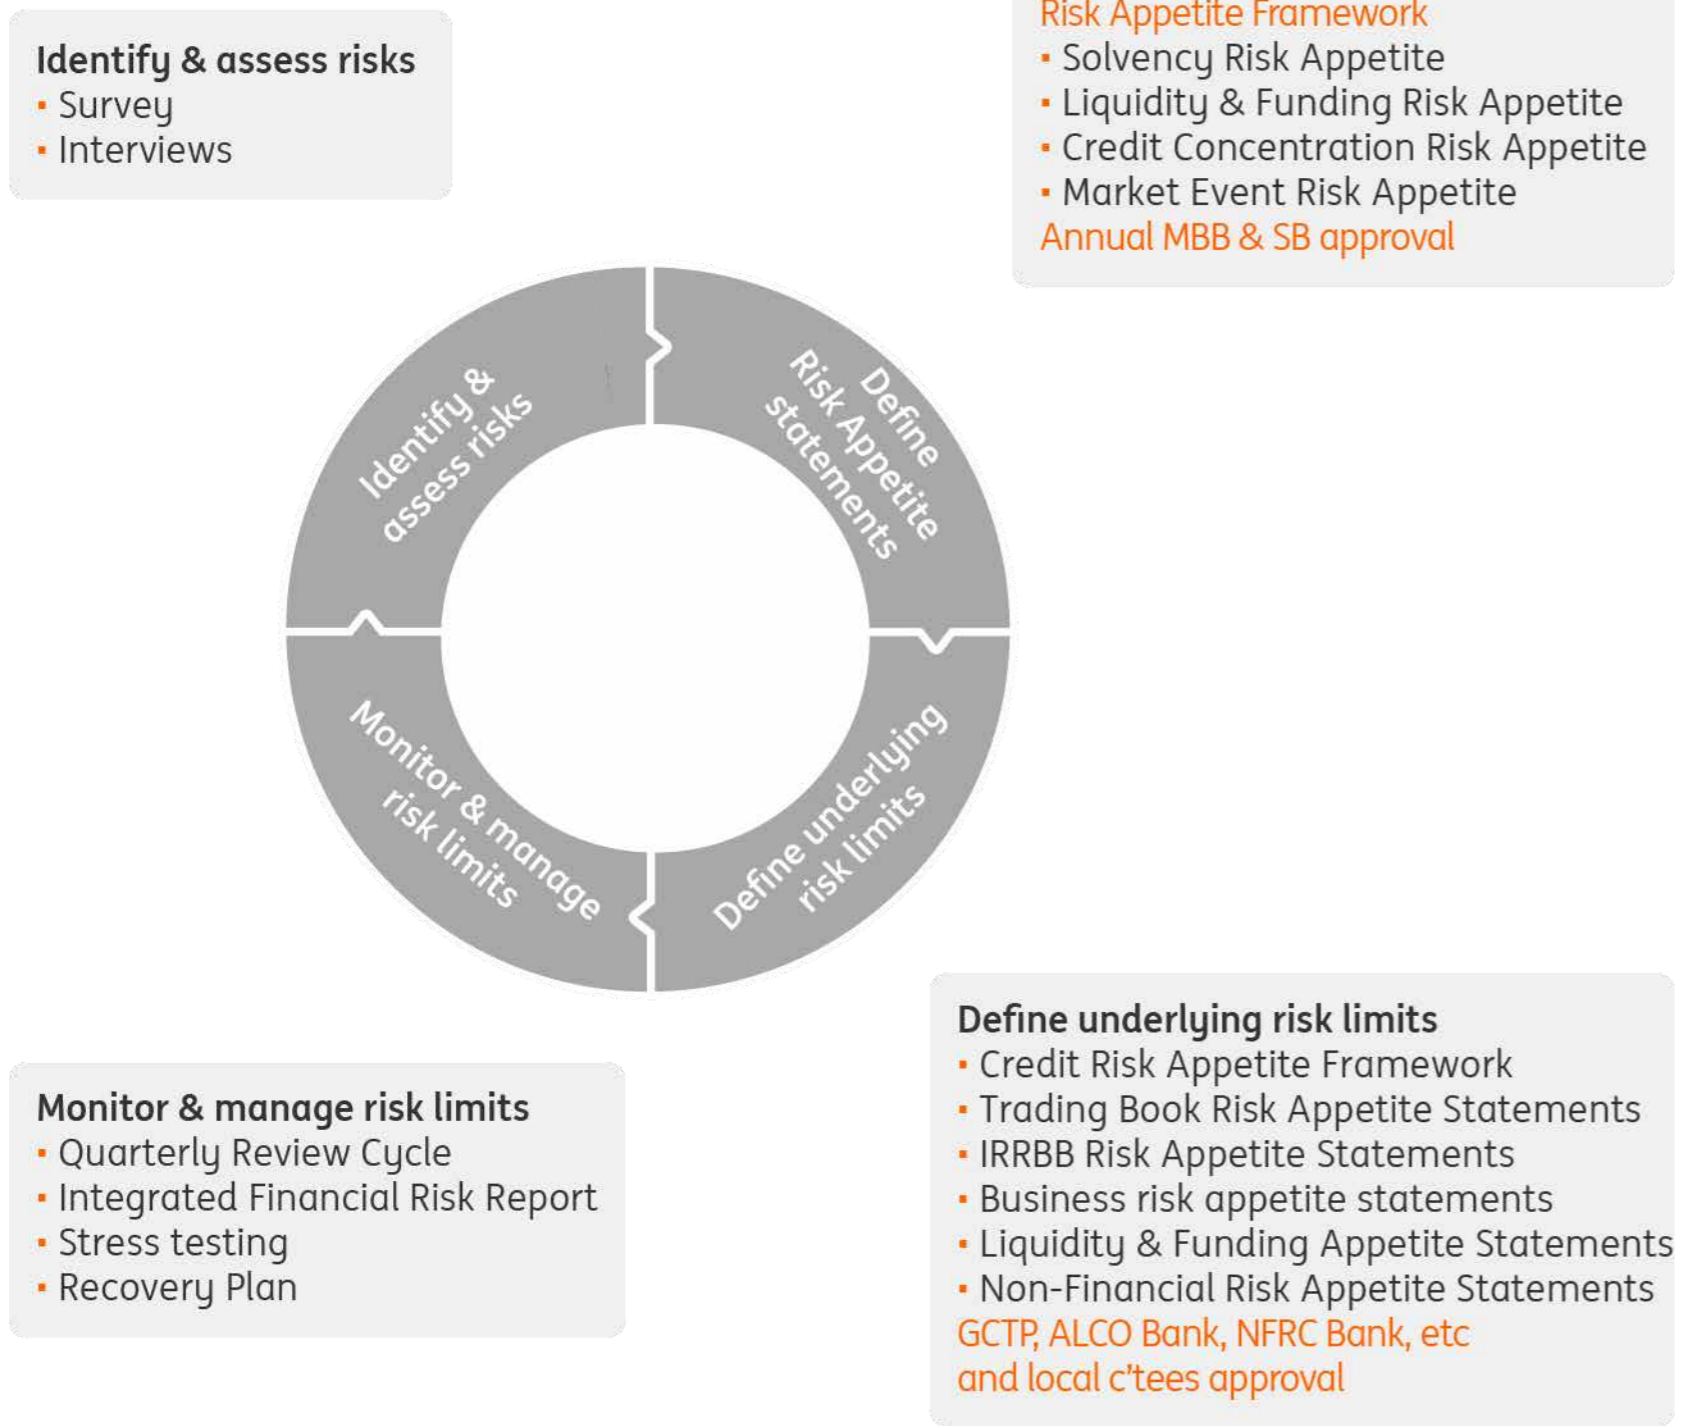 Identify & assess risks
▪ Survey
▪ Interviews
Risk Appetite Framework
▪ Solvency Risk Appetite
▪ Liquidity & Funding Risk Appetite
▪ Credit Concentration Risk Appetite
▪ Market Event Risk Appetite
Annual MBB & SB approval
Identify &
assess risks
Define
Risk Appetite
statements
Monitor & manage
risk limits
Define underlying
risk limits
Monitor & manage risk limits
▪ Quarterly Review Cycle
▪ Integrated Financial Risk Report
▪ Stress testing
▪ Recovery Plan
Define underlying risk limits
▪ Credit Risk Appetite Framework
▪ Trading Book Risk Appetite Statements
▪ IRRBB Risk Appetite Statements
▪ Business risk appetite statements
▪ Liquidity & Funding Appetite Statements
▪ Non-Financial Risk Appetite Statements
GCTP, ALCO Bank, NFRC Bank, etc
and local c'tees approval